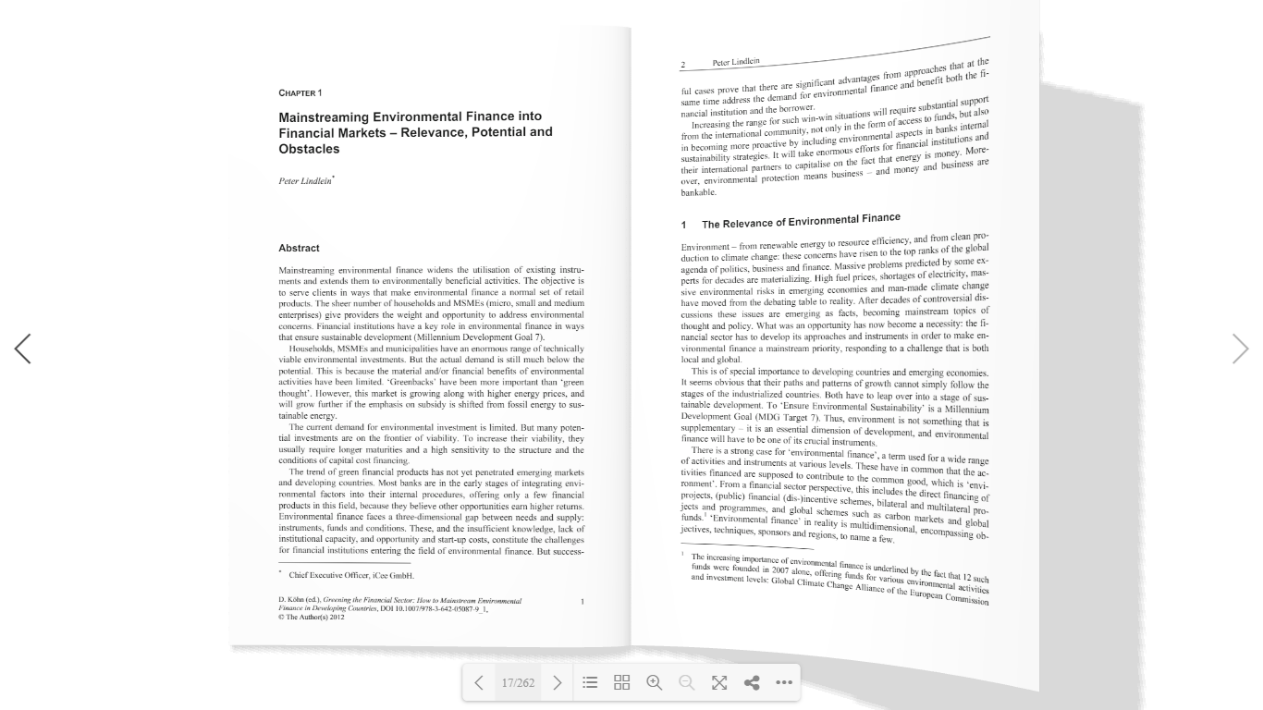 CHAPTER 1
Mainstreaming Environmental Finance into
Financial Markets – Relevance, Potential and
Obstacles
Peter Lindlein*
Abstract
Mainstreaming environmental finance widens the utilisation of existing instru-
ments and extends them to environmentally beneficial activities. The objective is
to serve clients in ways that make environmental finance a normal set of retail
products. The sheer number of households and MSMEs (micro, small and medium
enterprises) give providers the weight and opportunity to address environmental
concerns. Financial institutions have a key role in environmental finance in ways
that ensure sustainable development (Millennium Development Goal 7).
Households, MSMEs and municipalities have an enormous range of technically
viable environmental investments. But the actual demand is still much below the
potential. This is because the material and/or financial benefits of environmental
activities have been limited. ‘Greenbacks’ have been more important than ‘green
thought’. However, this market is growing along with higher energy prices, and
will grow further if the emphasis on subsidy is shifted from fossil energy to sus-
tainable energy.
The current demand for environmental investment is limited. But many poten-
tial investments are on the frontier of viability. To increase their viability, they
usually require longer maturities and a high sensitivity to the structure and the
conditions of capital cost financing.
The trend of green financial products has not yet penetrated emerging markets
and developing countries. Most banks are in the early stages of integrating envi-
ronmental factors into their internal procedures, offering only a few financial
products in this field, because they believe other opportunities earn higher returns.
Environmental finance faces a three-dimensional gap between needs and supply:
instruments, funds and conditions. These, and the insufficient knowledge, lack of
institutional capacity, and opportunity and start-up costs, constitute the challenges
for financial institutions entering the field of environmental finance. But success-
* Chief Executive Officer, iCee GmbH.
D. Köhn (ed.), Greening the Financial Sector: How to Mainstream Environmental
Finance in Developing Countries, DOI 10.1007/978-3-642-05087-9_1,
© The Author(s) 2012
1
2 Peter Lindlein
ful cases prove that there are significant advantages from approaches that at the
same time address the demand for environmental finance and benefit both the fi-
nancial institution and the borrower.
Increasing the range for such win-win situations will require substantial support
from the international community, not only in the form of access to funds, but also
in becoming more proactive by including environmental aspects in banks internal
sustainability strategies. It will take enormous efforts for financial institutions and
their international partners to capitalise on the fact that energy is money. More-
over, environmental protection means business – and money and business are
bankable.
1 The Relevance of Environmental Finance
Environment – from renewable energy to resource efficiency, and from clean pro-
duction to climate change: these concerns have risen to the top ranks of the global
agenda of politics, business and finance. Massive problems predicted by some ex-
perts for decades are materializing. High fuel prices, shortages of electricity, mas-
sive environmental risks in emerging economies and man-made climate change
have moved from the debating table to reality. After decades of controversial dis-
cussions these issues are emerging as facts, becoming mainstream topics of
thought and policy. What was an opportunity has now become a necessity: the fi-
nancial sector has to develop its approaches and instruments in order to make en-
vironmental finance a mainstream priority, responding to a challenge that is both
local and global.
This is of special importance to developing countries and emerging economies.
It seems obvious that their paths and patterns of growth cannot simply follow the
stages of the industrialized countries. Both have to leap over into a stage of sus-
tainable development. To ‘Ensure Environmental Sustainability’ is a Millennium
Development Goal (MDG Target 7). Thus, environment is not something that is
supplementary – it is an essential dimension of development, and environmental
finance will have to be one of its crucial instruments.
There is a strong case for ‘environmental finance’, a term used for a wide range
of activities and instruments at various levels. These have in common that the ac-
tivities financed are supposed to contribute to the common good, which is ‘envi-
ronment’. From a financial sector perspective, this includes the direct financing of
projects, (public) financial (dis-)incentive schemes, bilateral and multilateral pro-
jects and programmes, and global schemes such as carbon markets and global
funds.1 ‘Environmental finance’ in reality is multidimensional, encompassing ob-
jectives, techniques, sponsors and regions, to name a few.
1 The increasing importance of environmental finance is underlined by the fact that 12 such
funds were founded in 2007 alone, offering funds for various environmental activities
and investment levels: Global Climate Change Alliance of the European Commission
17/262